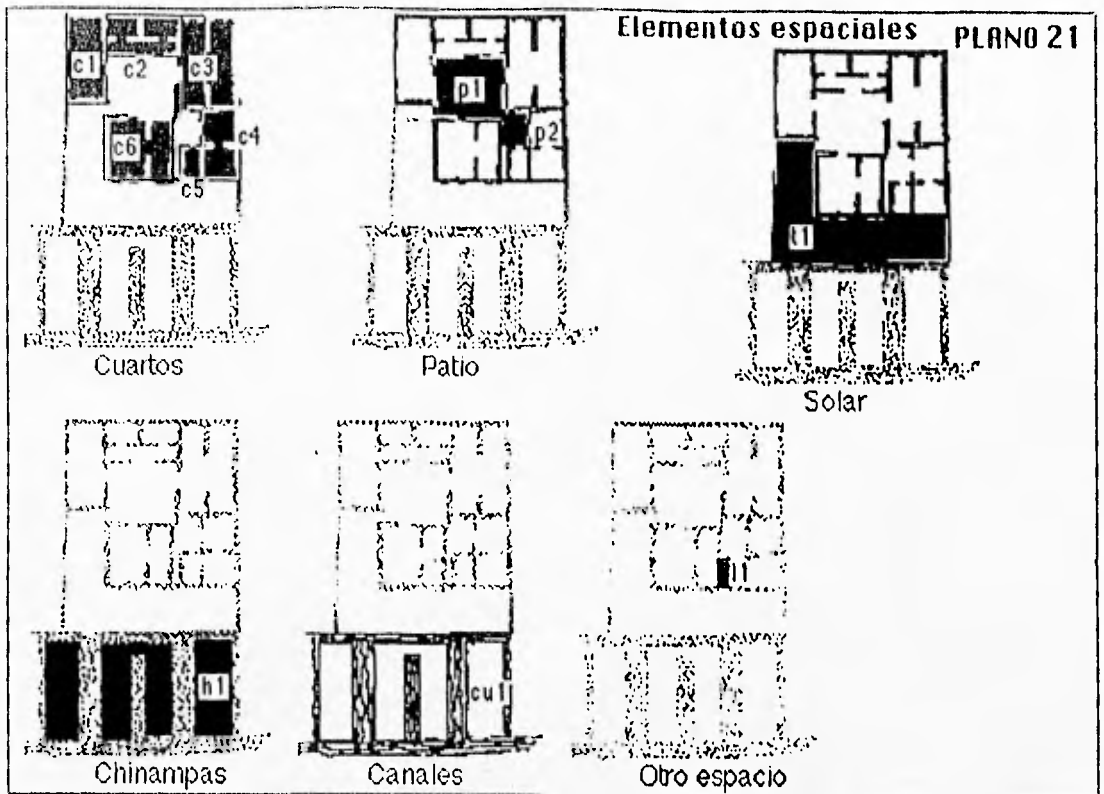 Elementos espaciales PLANO 21
c1
c2
c3
c4
c5
c6
Cuartos
p1
p2
Patio
t1
Solar
h1
Chinampas
cu1
Canales
Otro espacio